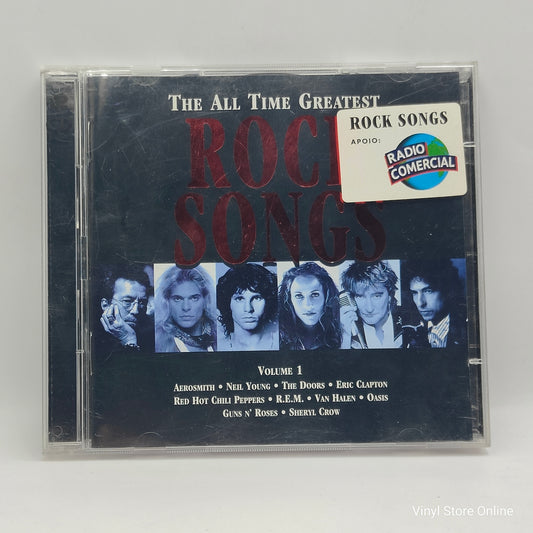 THE ALL TIME GREATEST
ROCK
SONGS
ROCK SONGS
APOIO:
RADIO
COMERCIAL
VOLUME 1
AEROSMITH • NEIL YOUNG • THE DOORS • ERIC CLAPTON
RED HOT CHILI PEPPERS • R.E.M. • VAN HALEN • OASIS
GUNS N' ROSES • SHERYL CROW
Vinyl Store Online